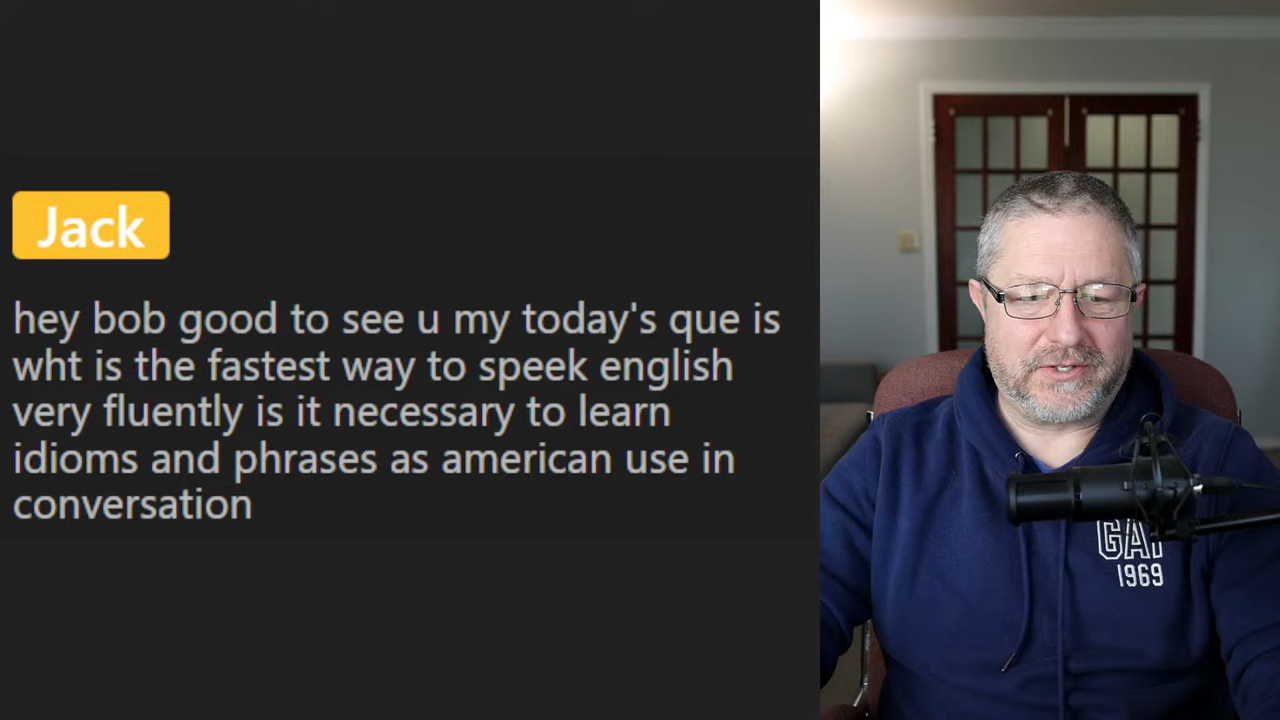 Jack
hey bob good to see u my today's que is
wht is the fastest way to speek english
very fluently is it necessary to learn
idioms and phrases as american use in
conversation
GAP
1969